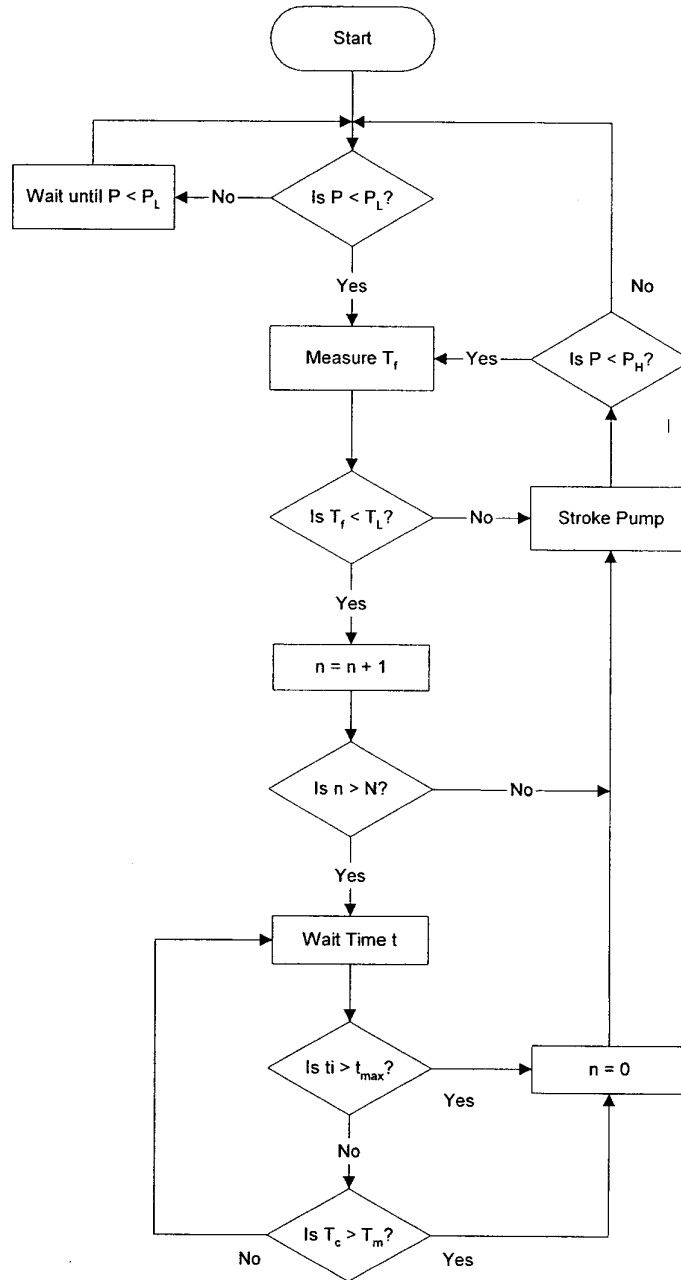 Start
Wait until P < P_L
No
Is P < P_L?
Yes
No
Measure T_f
Yes
Is P < P_H?
Is T_f < T_L?
No
Stroke Pump
Yes
n = n + 1
Is n > N?
No
Yes
Wait Time t
Is ti > t_max?
Yes
n = 0
No
Is T_c > T_m?
No
Yes